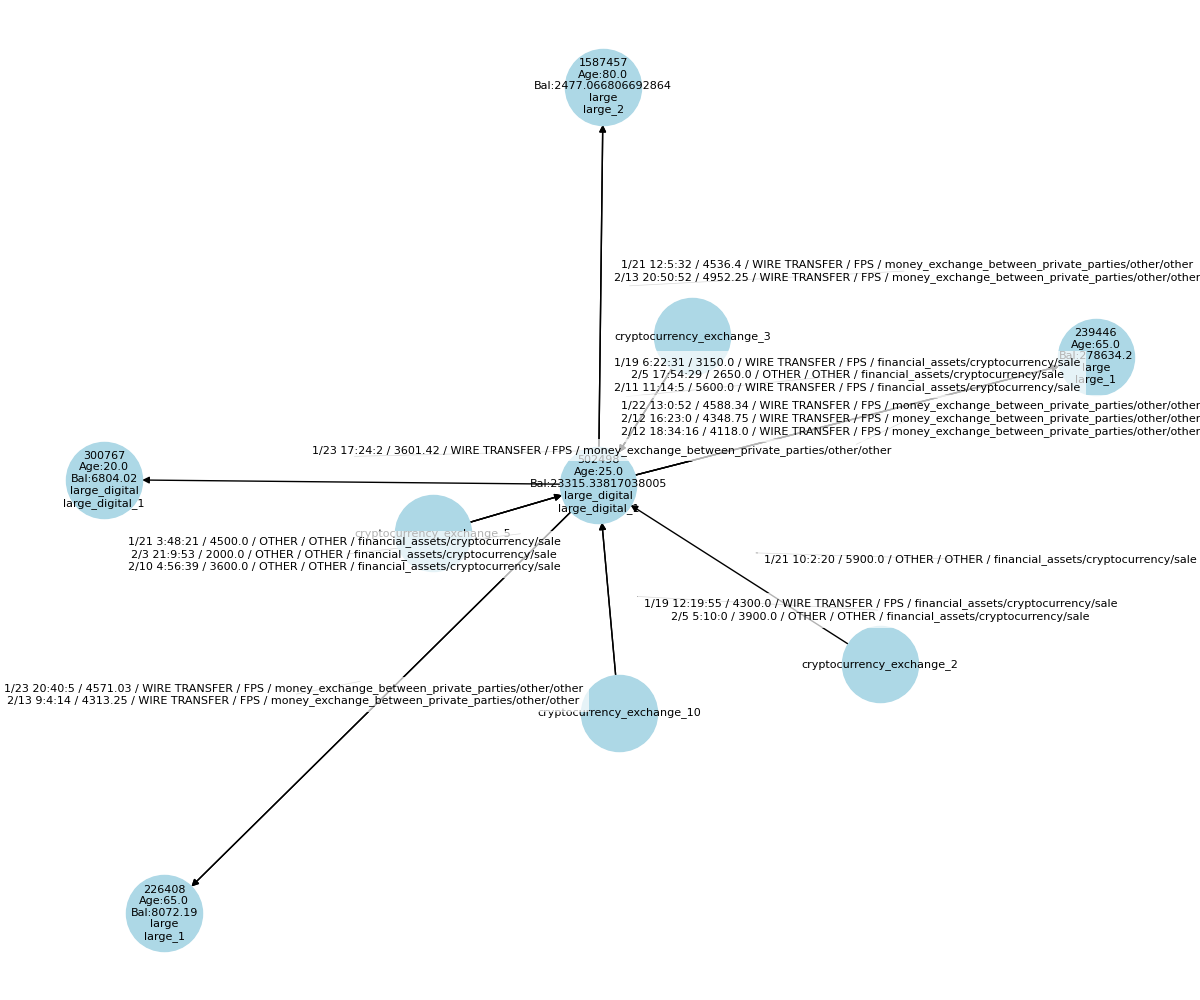 1587457
Age:80.0
Bal:2477.066806692864
large
large_2
1/21 12:5:32 / 4536.4 / WIRE TRANSFER / FPS / money_exchange_between_private_parties/other/other
2/13 20:50:52 / 4952.25 / WIRE TRANSFER / FPS / money_exchange_between_private_parties/other/other
cryptocurrency_exchange_3
239446
Age:65.0
large
large_1
1/19 6:22:31 / 3150.0 / WIRE TRANSFER / FPS / financial_assets/cryptocurrency/sale
2/5 17:54:29 / 2650.0 / OTHER / OTHER / financial_assets/cryptocurrency/sale
2/11 11:14:5 / 5600.0 / WIRE TRANSFER / FPS / financial_assets/cryptocurrency/sale
1/22 13:0:52 / 4588.34 / WIRE TRANSFER / FPS / money_exchange_between_private_parties/other/other
2/12 16:23:0 / 4348.75 / WIRE TRANSFER / FPS / money_exchange_between_private_parties/other/other
2/12 18:34:16 / 4118.0 / WIRE TRANSFER / FPS / money_exchange_between_private_parties/other/other
1/23 17:24:2 / 3601.42 / WIRE TRANSFER / FPS / money_exchange_between_private_parties/other/other
300767
Age:20.0
Bal:6804.02
large_digital
large_digital_1
502498
Age:25.0
Bal:23315.33817038005
large_digital
cryptocurrency_exchange_5
1/21 3:48:21 / 4500.0 / OTHER / OTHER / financial_assets/cryptocurrency/sale
2/3 21:9:53 / 2000.0 / OTHER / OTHER / financial_assets/cryptocurrency/sale
2/10 4:56:39 / 3600.0 / OTHER / OTHER / financial_assets/cryptocurrency/sale
1/21 10:2:20 / 5900.0 / OTHER / OTHER / financial_assets/cryptocurrency/sale
1/19 12:19:55 / 4300.0 / WIRE TRANSFER / FPS / financial_assets/cryptocurrency/sale
2/5 5:10:0 / 3900.0 / OTHER / OTHER / financial_assets/cryptocurrency/sale
cryptocurrency_exchange_2
1/23 20:40:5 / 4571.03 / WIRE TRANSFER / FPS / money_exchange_between_private_parties/other/other
2/13 9:4:14 / 4313.25 / WIRE TRANSFER / FPS / money_exchange_between_private_parties/other/other
cryptocurrency_exchange_10
226408
Age:65.0
Bal:8072.19
large
large_1